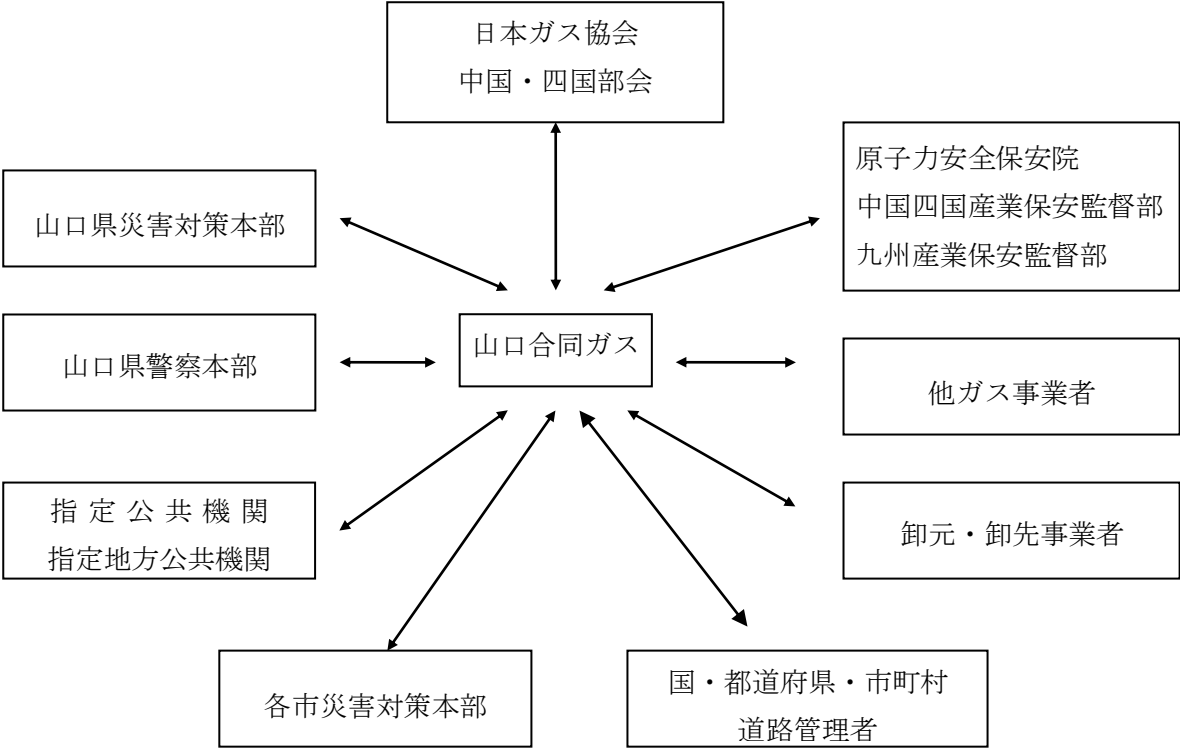 日本ガス協会
中国・四国部会
原子力安全保安院
中国四国産業保安監督部
九州産業保安監督部
山口県災害対策本部
山口合同ガス
山口県警察本部
他ガス事業者
指定公共機関
指定地方公共機関
卸元・卸先事業者
各市災害対策本部
国・都道府県・市町村
道路管理者